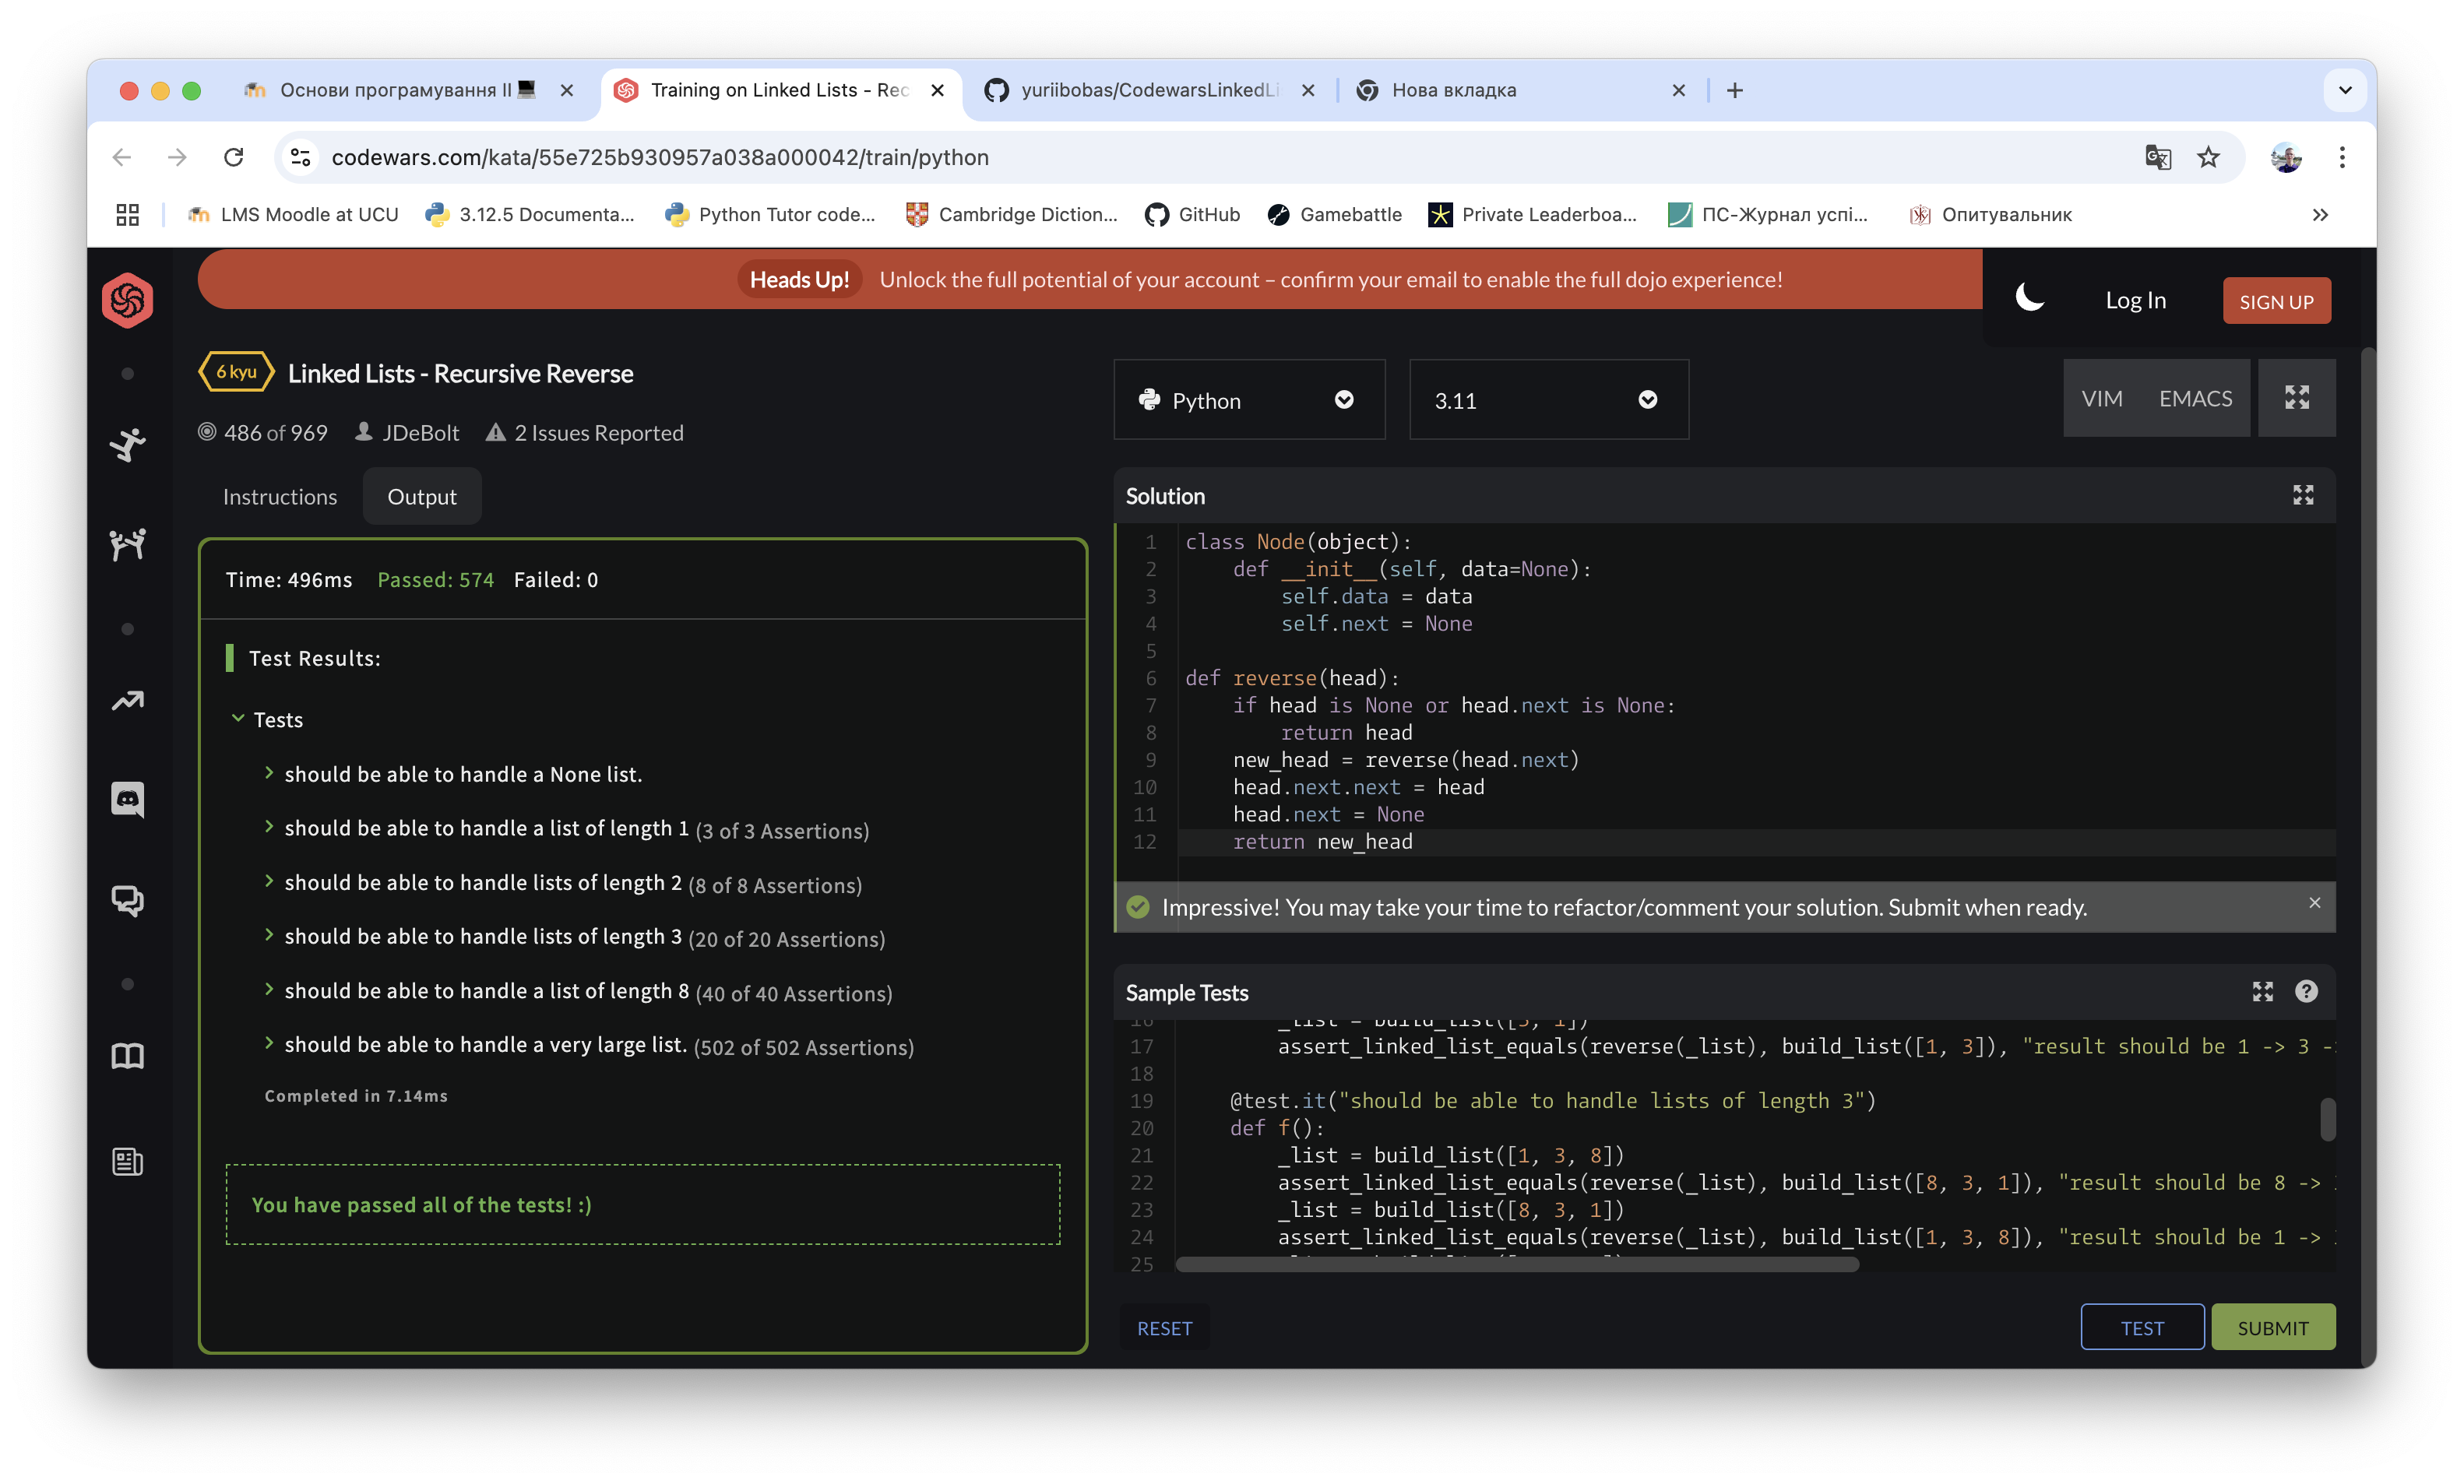 Основи програмування II
Training on Linked Lists - Rec
yuriibobas/CodewarsLinkedLi
Нова вкладка
codewars.com/kata/55e725b930957a038a000042/train/python
LMS Moodle at UCU
3.12.5 Documenta...
Python Tutor code...
Cambridge Diction...
GitHub
Gamebattle
Private Leaderboa...
ПС-Журнал успі...
Опитувальник
Heads Up! Unlock the full potential of your account – confirm your email to enable the full dojo experience!
Log In
SIGN UP
6 kyu Linked Lists - Recursive Reverse
486 of 969 JDeBolt 2 Issues Reported
Instructions Output
Time: 496ms Passed: 574 Failed: 0
Test Results:
Tests
should be able to handle a None list.
should be able to handle a list of length 1 (3 of 3 Assertions)
should be able to handle lists of length 2 (8 of 8 Assertions)
should be able to handle lists of length 3 (20 of 20 Assertions)
should be able to handle a list of length 8 (40 of 40 Assertions)
should be able to handle a very large list. (502 of 502 Assertions)
Completed in 7.14ms
You have passed all of the tests! :)
Python
3.11
VIM EMACS
Solution
1 class Node(object):
2     def __init__(self, data=None):
3         self.data = data
4         self.next = None
5
6 def reverse(head):
7     if head is None or head.next is None:
8         return head
9     new_head = reverse(head.next)
10     head.next.next = head
11     head.next = None
12     return new_head
Impressive! You may take your time to refactor/comment your solution. Submit when ready.
Sample Tests
16         _list = build_list([3, 1])
17         assert_linked_list_equals(reverse(_list), build_list([1, 3]), "result should be 1 -> 3 -
18
19     @test.it("should be able to handle lists of length 3")
20     def f():
21         _list = build_list([1, 3, 8])
22         assert_linked_list_equals(reverse(_list), build_list([8, 3, 1]), "result should be 8 ->
23         _list = build_list([8, 3, 1])
24         assert_linked_list_equals(reverse(_list), build_list([1, 3, 8]), "result should be 1 ->
25
RESET
TEST
SUBMIT